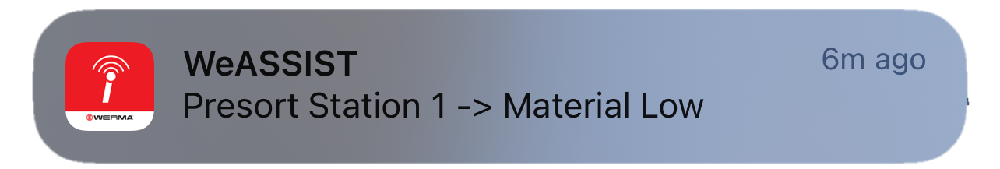 WeASSIST
6m ago
Presort Station 1 -> Material Low
WERMA